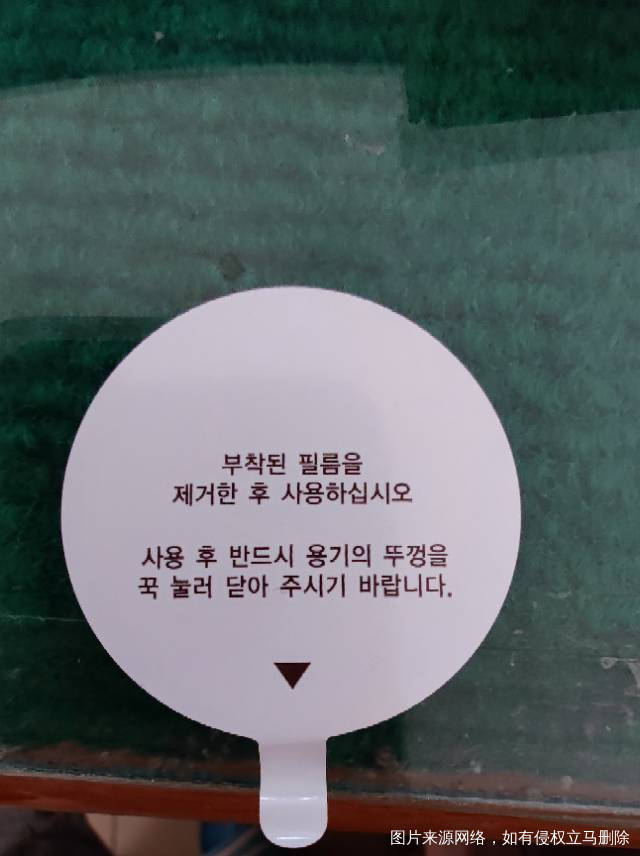 부착된 필름을
제거한 후 사용하십시오
사용 후 반드시 용기의 뚜껑을
꾹 눌러 닫아 주시기 바랍니다.
图片来源网络，如有侵权立马删除